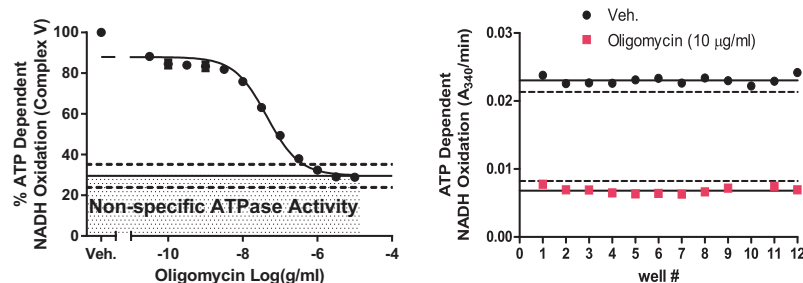 % ATP Dependent
NADH Oxidation (Complex V)
100
80
60
40
20
0
Non-specific ATPase Activity
Veh.
-10
-8
-6
-4
Oligomycin Log(g/ml)
Veh.
Oligomycin (10 µg/ml)
ATP Dependent
NADH Oxidation (A340/min)
0.03
0.02
0.01
0.00
0 1 2 3 4 5 6 7 8 9 10 11 12
well #